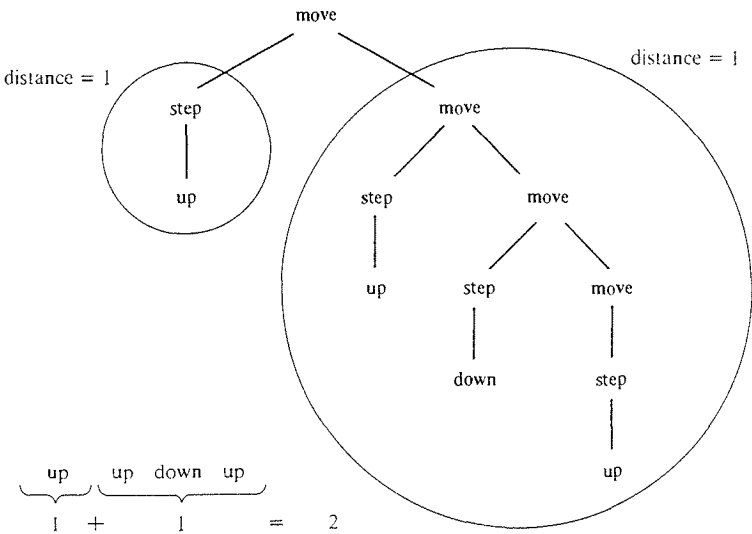 move
distance = 1
distance = 1
step
move
up
step
move
up
step
move
down
step
up
up up down up
1 + 1 = 2